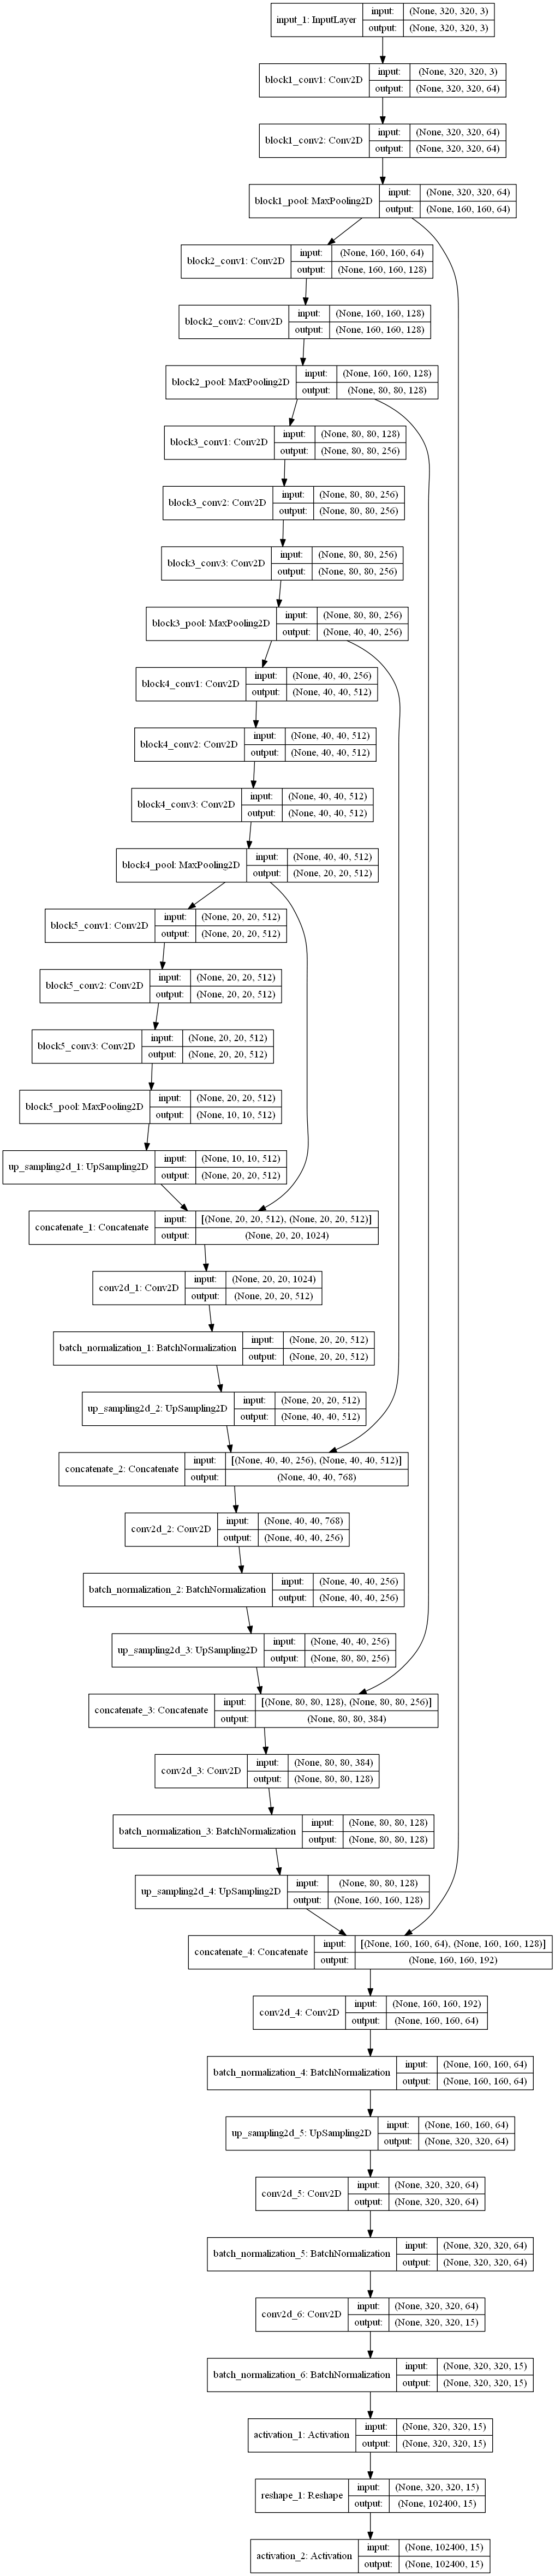 input_1: InputLayer input: (None, 320, 320, 3)
output: (None, 320, 320, 3)
block1_conv1: Conv2D input: (None, 320, 320, 3)
output: (None, 320, 320, 64)
block1_conv2: Conv2D input: (None, 320, 320, 64)
output: (None, 320, 320, 64)
block1_pool: MaxPooling2D input: (None, 320, 320, 64)
output: (None, 160, 160, 64)
block2_conv1: Conv2D input: (None, 160, 160, 64)
output: (None, 160, 160, 128)
block2_conv2: Conv2D input: (None, 160, 160, 128)
output: (None, 160, 160, 128)
block2_pool: MaxPooling2D input: (None, 160, 160, 128)
output: (None, 80, 80, 128)
block3_conv1: Conv2D input: (None, 80, 80, 128)
output: (None, 80, 80, 256)
block3_conv2: Conv2D input: (None, 80, 80, 256)
output: (None, 80, 80, 256)
block3_conv3: Conv2D input: (None, 80, 80, 256)
output: (None, 80, 80, 256)
block3_pool: MaxPooling2D input: (None, 80, 80, 256)
output: (None, 40, 40, 256)
block4_conv1: Conv2D input: (None, 40, 40, 256)
output: (None, 40, 40, 512)
block4_conv2: Conv2D input: (None, 40, 40, 512)
output: (None, 40, 40, 512)
block4_conv3: Conv2D input: (None, 40, 40, 512)
output: (None, 40, 40, 512)
block4_pool: MaxPooling2D input: (None, 40, 40, 512)
output: (None, 20, 20, 512)
block5_conv1: Conv2D input: (None, 20, 20, 512)
output: (None, 20, 20, 512)
block5_conv2: Conv2D input: (None, 20, 20, 512)
output: (None, 20, 20, 512)
block5_conv3: Conv2D input: (None, 20, 20, 512)
output: (None, 20, 20, 512)
block5_pool: MaxPooling2D input: (None, 20, 20, 512)
output: (None, 10, 10, 512)
up_sampling2d_1: UpSampling2D input: (None, 10, 10, 512)
output: (None, 20, 20, 512)
concatenate_1: Concatenate input: [(None, 20, 20, 512), (None, 20, 20, 512)]
output: (None, 20, 20, 1024)
conv2d_1: Conv2D input: (None, 20, 20, 1024)
output: (None, 20, 20, 512)
batch_normalization_1: BatchNormalization input: (None, 20, 20, 512)
output: (None, 20, 20, 512)
up_sampling2d_2: UpSampling2D input: (None, 20, 20, 512)
output: (None, 40, 40, 512)
concatenate_2: Concatenate input: [(None, 40, 40, 256), (None, 40, 40, 512)]
output: (None, 40, 40, 768)
conv2d_2: Conv2D input: (None, 40, 40, 768)
output: (None, 40, 40, 256)
batch_normalization_2: BatchNormalization input: (None, 40, 40, 256)
output: (None, 40, 40, 256)
up_sampling2d_3: UpSampling2D input: (None, 40, 40, 256)
output: (None, 80, 80, 256)
concatenate_3: Concatenate input: [(None, 80, 80, 128), (None, 80, 80, 256)]
output: (None, 80, 80, 384)
conv2d_3: Conv2D input: (None, 80, 80, 384)
output: (None, 80, 80, 128)
batch_normalization_3: BatchNormalization input: (None, 80, 80, 128)
output: (None, 80, 80, 128)
up_sampling2d_4: UpSampling2D input: (None, 80, 80, 128)
output: (None, 160, 160, 128)
concatenate_4: Concatenate input: [(None, 160, 160, 64), (None, 160, 160, 128)]
output: (None, 160, 160, 192)
conv2d_4: Conv2D input: (None, 160, 160, 192)
output: (None, 160, 160, 64)
batch_normalization_4: BatchNormalization input: (None, 160, 160, 64)
output: (None, 160, 160, 64)
up_sampling2d_5: UpSampling2D input: (None, 160, 160, 64)
output: (None, 320, 320, 64)
conv2d_5: Conv2D input: (None, 320, 320, 64)
output: (None, 320, 320, 64)
batch_normalization_5: BatchNormalization input: (None, 320, 320, 64)
output: (None, 320, 320, 64)
conv2d_6: Conv2D input: (None, 320, 320, 64)
output: (None, 320, 320, 15)
batch_normalization_6: BatchNormalization input: (None, 320, 320, 15)
output: (None, 320, 320, 15)
activation_1: Activation input: (None, 320, 320, 15)
output: (None, 320, 320, 15)
reshape_1: Reshape input: (None, 320, 320, 15)
output: (None, 102400, 15)
activation_2: Activation input: (None, 102400, 15)
output: (None, 102400, 15)